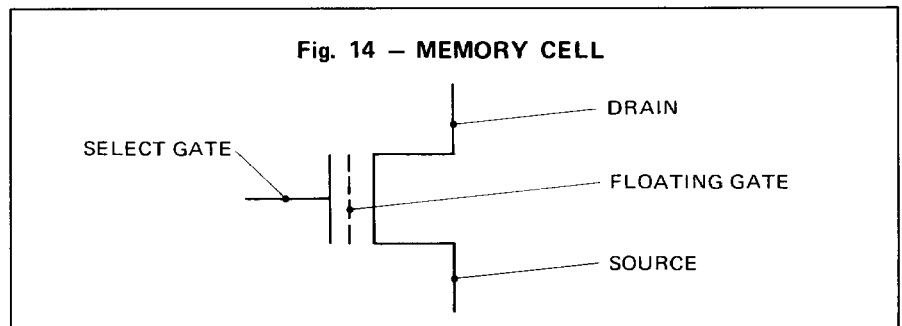 Fig. 14 — MEMORY CELL
DRAIN
SELECT GATE
FLOATING GATE
SOURCE